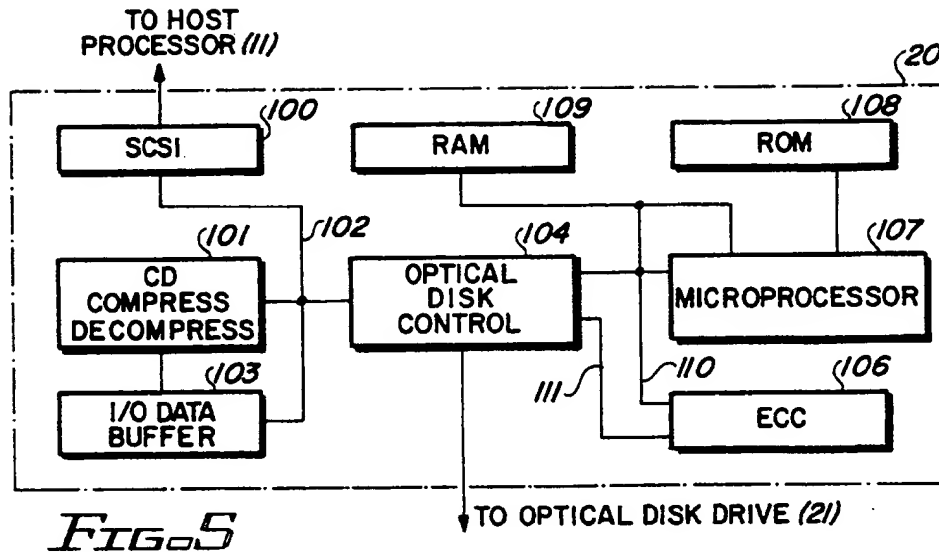 TO HOST
PROCESSOR (11)
20
100
SCSI
109
RAM
108
ROM
102
101
CD
COMPRESS
DECOMPRESS
104
OPTICAL
DISK
CONTROL
107
MICROPROCESSOR
103
I/O DATA
BUFFER
111
110
106
ECC
TO OPTICAL DISK DRIVE (21)
FIG. 5